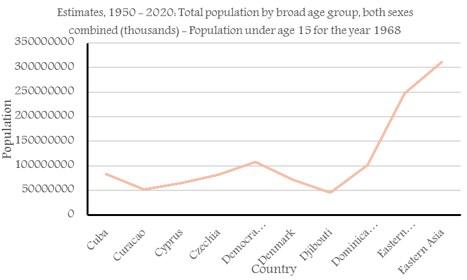 Estimates, 1950 - 2020: Total population by broad age group, both sexes
combined (thousands) - Population under age 15 for the year 1968
350000000
300000000
250000000
200000000
150000000
100000000
50000000
0
Population
Cuba
Curacao
Cyprus
Czechia
Democra...
Denmark
Djibouti
Dominica...
Eastern...
Eastern Asia
Country